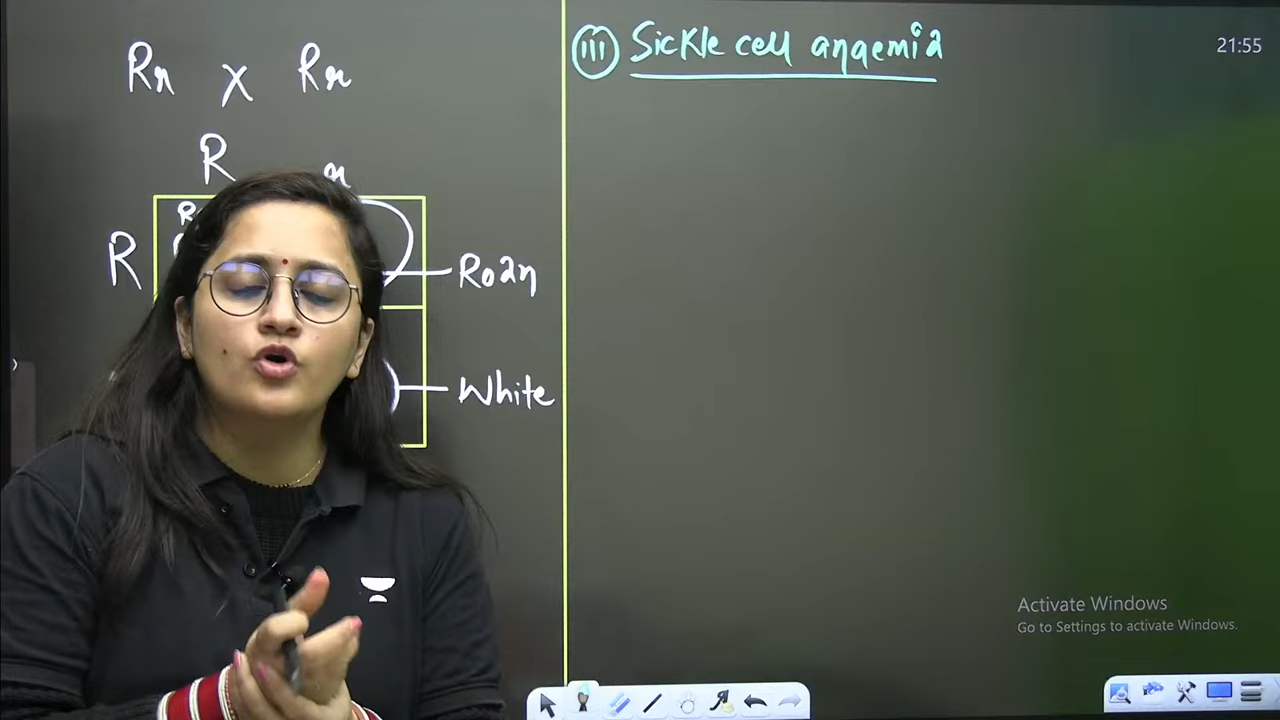 Rr X Rr
R r
R
Roan
White
iii Sickle cell anaemia
21:55
Activate Windows
Go to Settings to activate Windows.